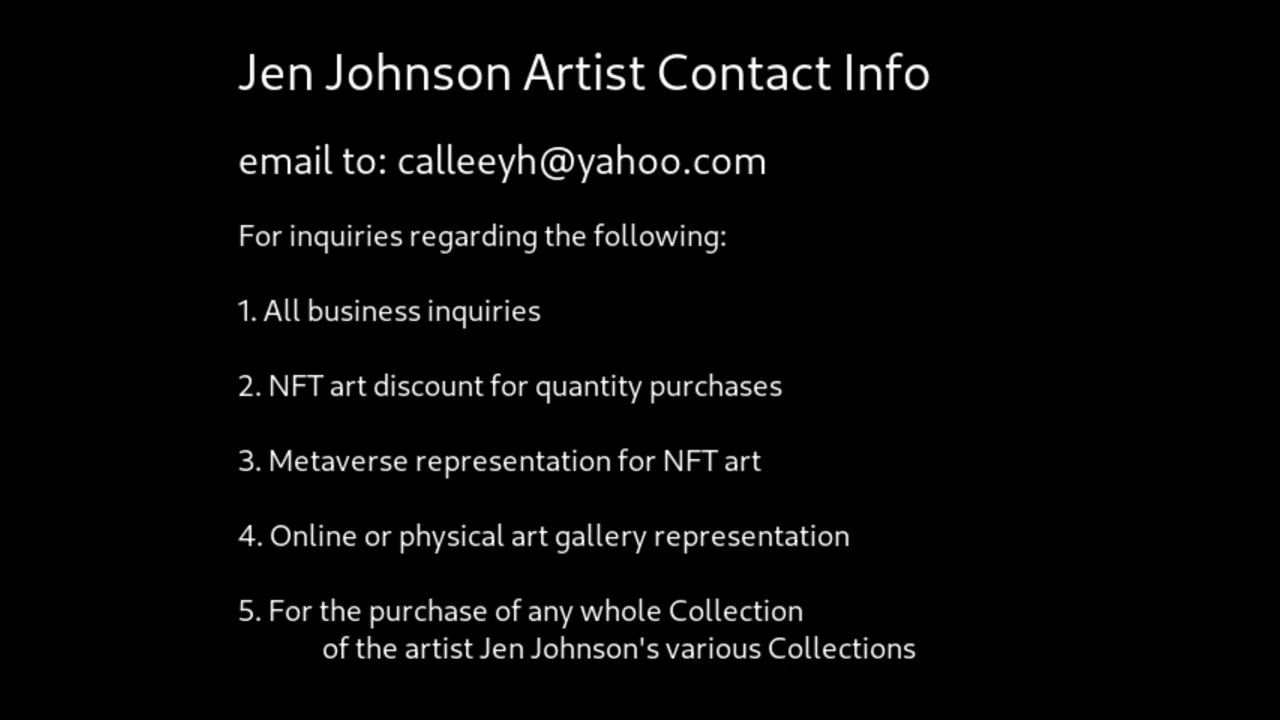 Jen Johnson Artist Contact Info
email to: calleeyh@yahoo.com
For inquiries regarding the following:
1. All business inquiries
2. NFT art discount for quantity purchases
3. Metaverse representation for NFT art
4. Online or physical art gallery representation
5. For the purchase of any whole Collection
of the artist Jen Johnson's various Collections